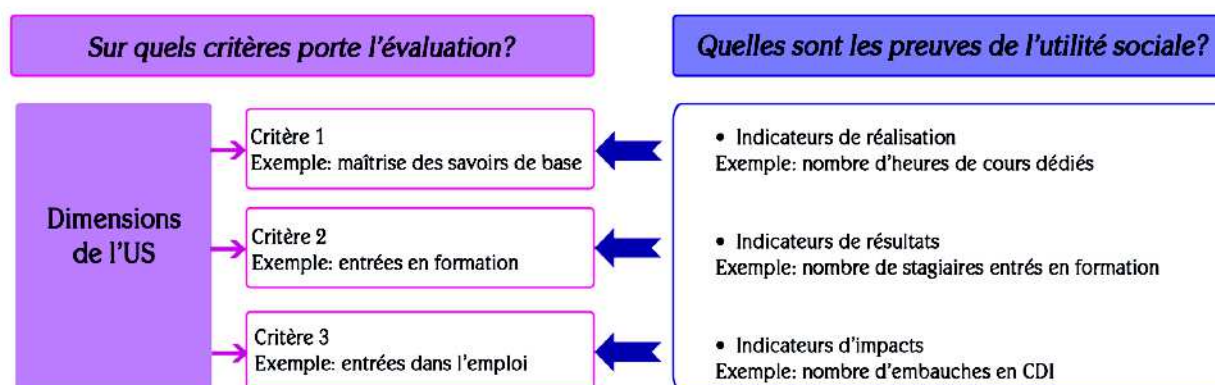 Sur quels critères porte l'évaluation?
Quelles sont les preuves de l'utilité sociale?
Dimensions
de l'US
Critère 1
Exemple: maîtrise des savoirs de base
Critère 2
Exemple: entrées en formation
Critère 3
Exemple: entrées dans l'emploi
• Indicateurs de réalisation
Exemple: nombre d'heures de cours dédiés
• Indicateurs de résultats
Exemple: nombre de stagiaires entrés en formation
• Indicateurs d'impacts
Exemple: nombre d'embauches en CDI